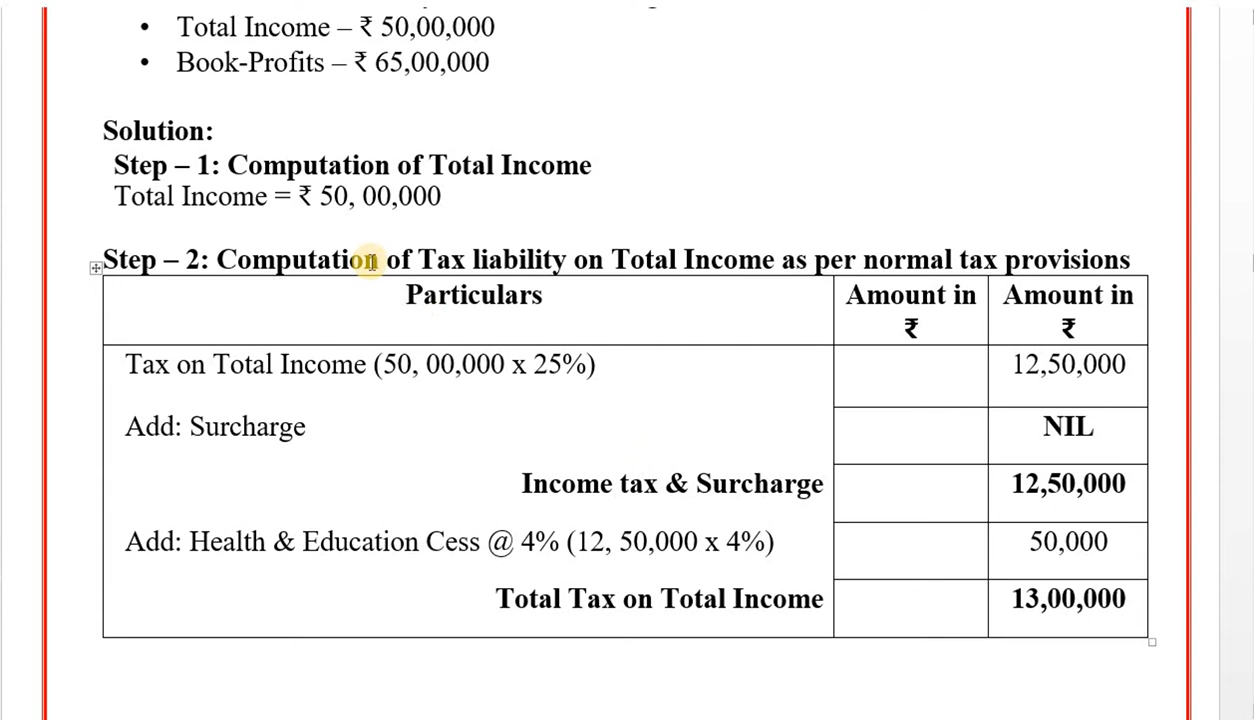 • Total Income – ₹ 50,00,000
• Book-Profits – ₹ 65,00,000
Solution:
Step – 1: Computation of Total Income
Total Income = ₹ 50, 00,000
Step – 2: Computation of Tax liability on Total Income as per normal tax provisions
Particulars Amount in ₹ Amount in ₹
Tax on Total Income (50, 00,000 x 25%) 12,50,000
Add: Surcharge NIL
Income tax & Surcharge 12,50,000
Add: Health & Education Cess @ 4% (12, 50,000 x 4%) 50,000
Total Tax on Total Income 13,00,000